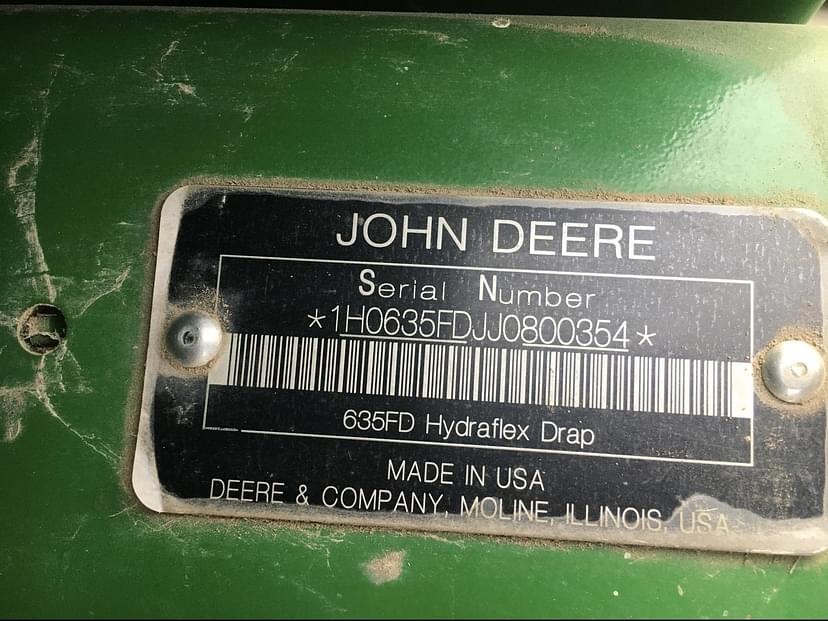 JOHN DEERE
Serial Number
*1H0635FDJJ0800354*
635FD Hydraflex Drap
MADE IN USA
DEERE & COMPANY, MOLINE, ILLINOIS, USA